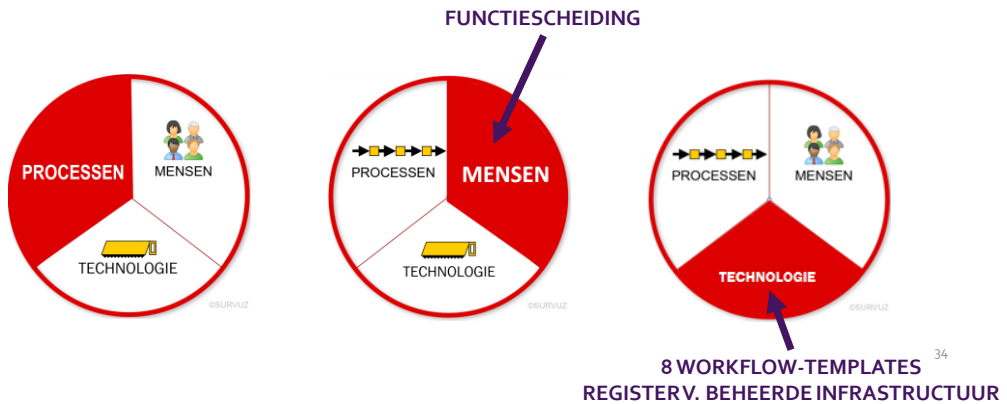 FUNCTIESCHEIDING
PROCESSEN
MENSEN
TECHNOLOGIE
©SURVUZ
PROCESSEN
MENSEN
TECHNOLOGIE
©SURVUZ
PROCESSEN
MENSEN
TECHNOLOGIE
©SURVUZ
8 WORKFLOW-TEMPLATES
REGISTER V. BEHEERDE INFRASTRUCTUUR
34